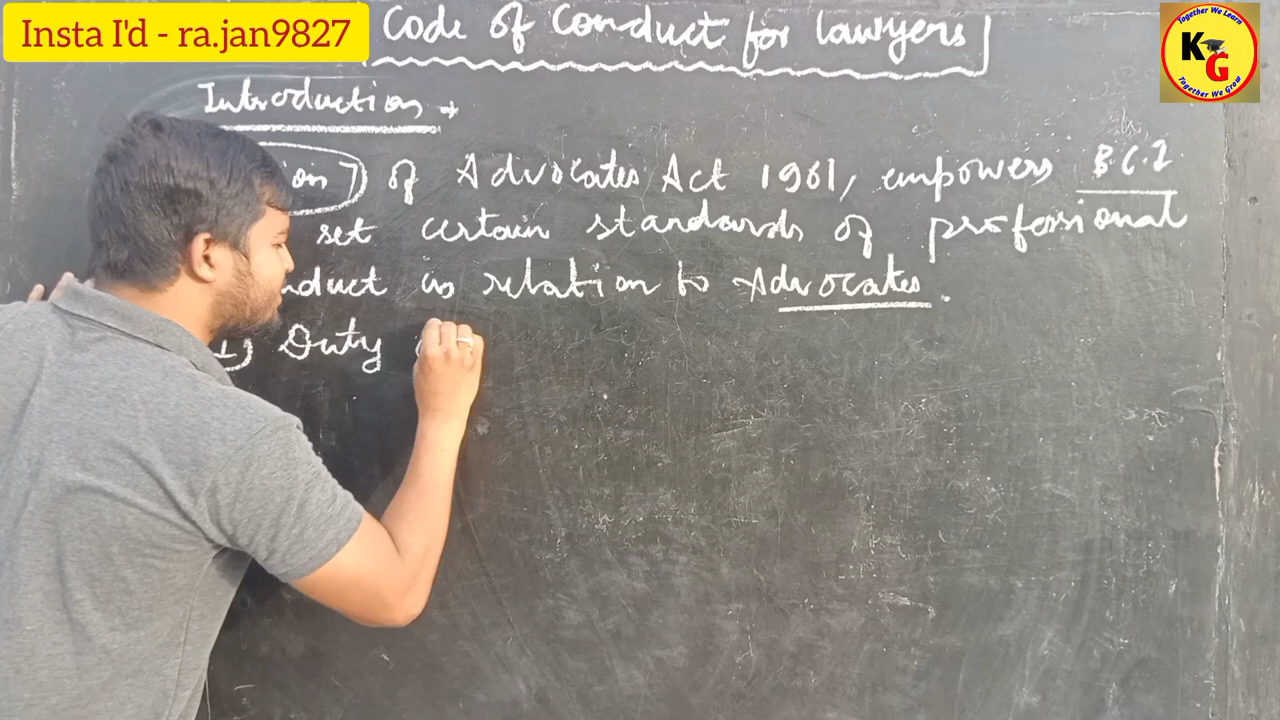 Insta I'd - ra.jan9827
Code of Conduct for lawyers
Together We Learn
KG
Together We Grow
Introduction →
of Advocates Act 1961, empowers B.C.I
set certain standards of professional
in relation to Advocates.
1) Duty